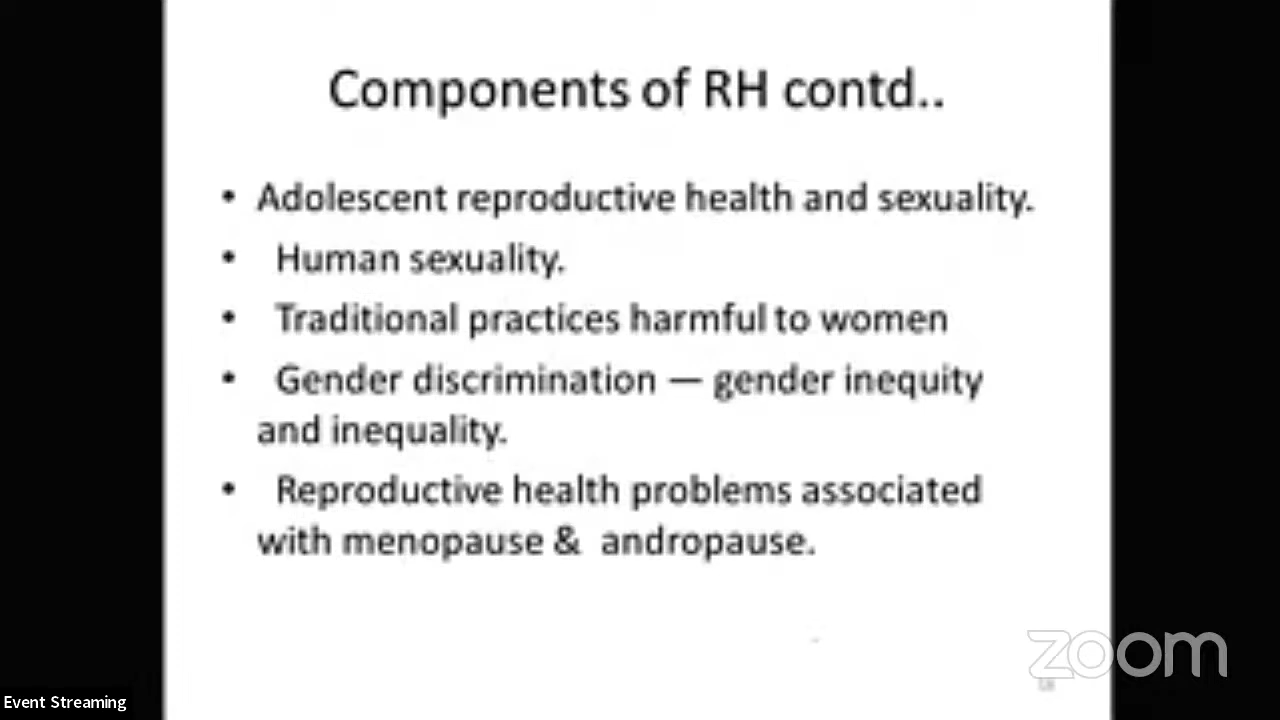 Components of RH contd..
• Adolescent reproductive health and sexuality.
• Human sexuality.
• Traditional practices harmful to women
• Gender discrimination — gender inequity
and inequality.
• Reproductive health problems associated
with menopause & andropause.
zoom
Event Streaming